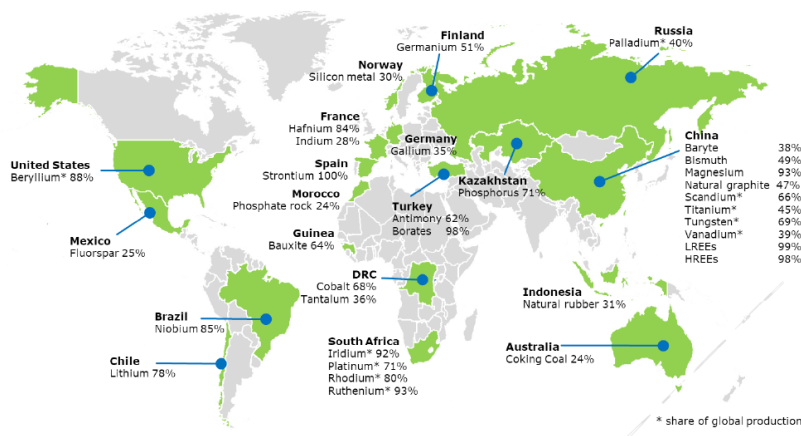 Finland
Germanium 51%
Russia
Palladium* 40%
Norway
Silicon metal 30%
France
Hafnium 84%
Indium 28%
Germany
Gallium 35%
China
Baryte 38%
Bismuth 49%
Magnesium 93%
Natural graphite 47%
Scandium* 66%
Titanium* 45%
Tungsten* 69%
Vanadium* 39%
LREEs 99%
HREEs 98%
United States
Beryllium* 88%
Spain
Strontium 100%
Kazakhstan
Phosphorus 71%
Morocco
Phosphate rock 24%
Turkey
Antimony 62%
Borates 98%
Mexico
Fluorspar 25%
Guinea
Bauxite 64%
DRC
Cobalt 68%
Tantalum 36%
Indonesia
Natural rubber 31%
Brazil
Niobium 85%
South Africa
Iridium* 92%
Platinum* 71%
Rhodium* 80%
Ruthenium* 93%
Australia
Coking Coal 24%
Chile
Lithium 78%
* share of global production